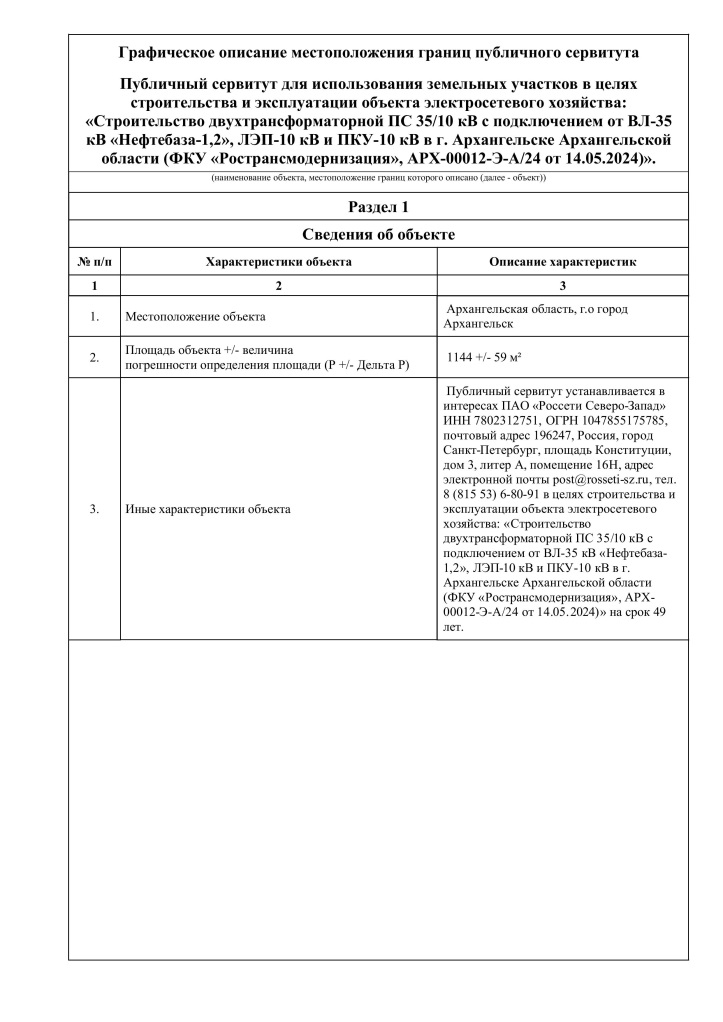 Графическое описание местоположения границ публичного сервитута
Публичный сервитут для использования земельных участков в целях
строительства и эксплуатации объекта электросетевого хозяйства:
«Строительство двухтрансформаторной ПС 35/10 кВ с подключением от ВЛ-35
кВ «Нефтебаза-1,2», ЛЭП-10 кВ и ПКУ-10 кВ в г. Архангельске Архангельской
области (ФКУ «Ространсмодернизация», АРХ-00012-Э-А/24 от 14.05.2024)».
(наименование объекта, местоположение границ которого описано (далее - объект))
Раздел 1
Сведения об объекте
№ п/п Характеристики объекта Описание характеристик
1 2 3
1. Местоположение объекта
Архангельская область, г.о город
Архангельск
2.
Площадь объекта +/- величина
погрешности определения площади (P +/- Дельта P)
1144 +/- 59 м²
3. Иные характеристики объекта
Публичный сервитут устанавливается в
интересах ПАО «Россети Северо-Запад»
ИНН 7802312751, ОГРН 1047855175785,
почтовый адрес 196247, Россия, город
Санкт-Петербург, площадь Конституции,
дом 3, литер А, помещение 16Н, адрес
электронной почты post@rosseti-sz.ru, тел.
8 (815 53) 6-80-91 в целях строительства и
эксплуатации объекта электросетевого
хозяйства: «Строительство
двухтрансформаторной ПС 35/10 кВ с
подключением от ВЛ-35 кВ «Нефтебаза-
1,2», ЛЭП-10 кВ и ПКУ-10 кВ в г.
Архангельске Архангельской области
(ФКУ «Ространсмодернизация», АРХ-
00012-Э-А/24 от 14.05.2024)» на срок 49
лет.